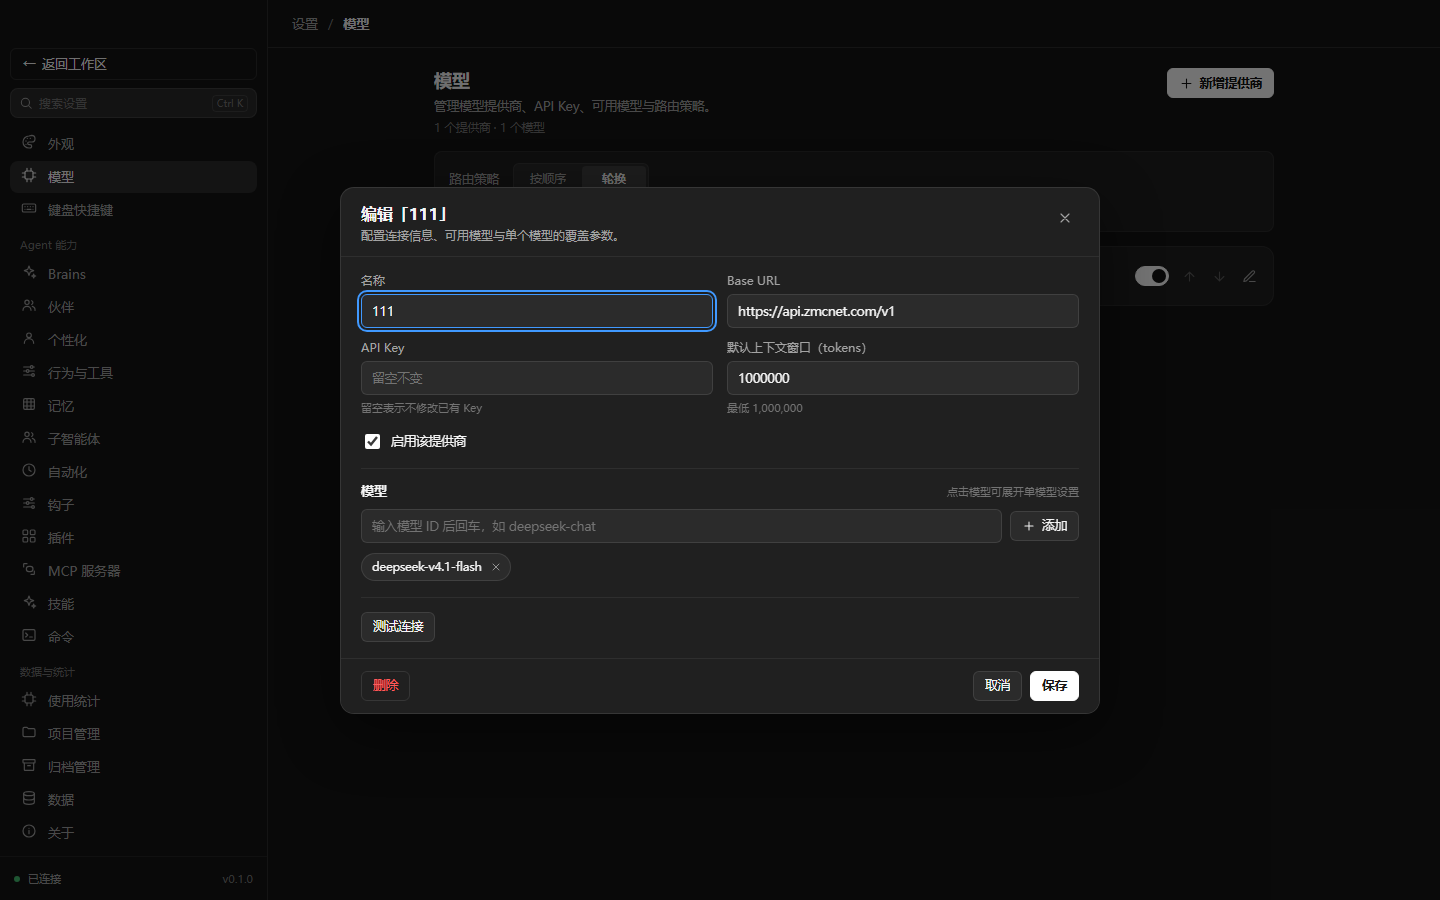 设置 / 模型
← 返回工作区
搜索设置 Ctrl K
外观
模型
键盘快捷键
Agent 能力
Brains
伙伴
个性化
行为与工具
记忆
子智能体
自动化
钩子
插件
MCP 服务器
技能
命令
数据与统计
使用统计
项目管理
归档管理
数据
关于
已连接 v0.1.0
模型
管理模型提供商、API Key、可用模型与路由策略。
1 个提供商 · 1 个模型
+ 新增提供商
路由策略 按顺序 轮换
编辑「111」
配置连接信息、可用模型与单个模型的覆盖参数。
名称
111
Base URL
https://api.zmcnet.com/v1
API Key
留空不变
留空表示不修改已有 Key
默认上下文窗口（tokens）
1000000
最低 1,000,000
启用该提供商
模型
点击模型可展开单模型设置
输入模型 ID 后回车，如 deepseek-chat
+ 添加
deepseek-v4.1-flash ×
测试连接
删除
取消
保存